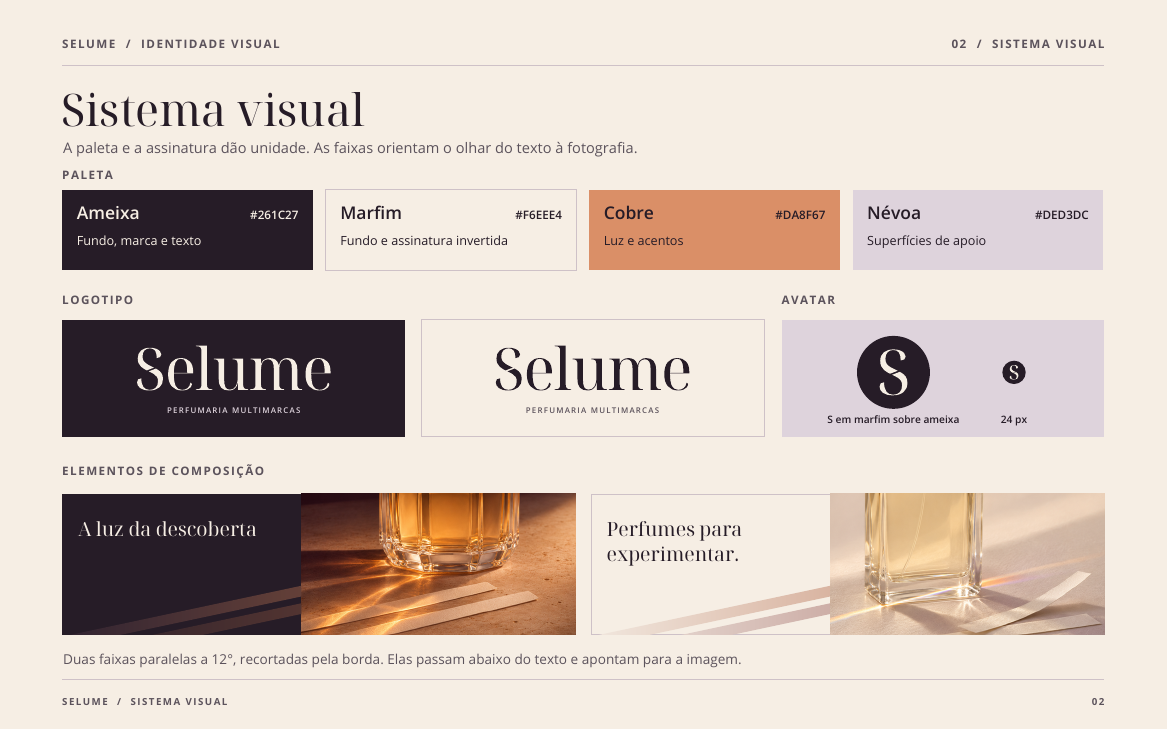 SELUME / IDENTIDADE VISUAL
02 / SISTEMA VISUAL
Sistema visual
A paleta e a assinatura dão unidade. As faixas orientam o olhar do texto à fotografia.
PALETA
Ameixa #261C27
Fundo, marca e texto
Marfim #F6EEE4
Fundo e assinatura invertida
Cobre #DA8F67
Luz e acentos
Névoa #DED3DC
Superfícies de apoio
LOGOTIPO
Selume
PERFUMARIA MULTIMARCAS
Selume
PERFUMARIA MULTIMARCAS
AVATAR
S
S em marfim sobre ameixa
S
24 px
ELEMENTOS DE COMPOSIÇÃO
A luz da descoberta
Perfumes para
experimentar.
Duas faixas paralelas a 12°, recortadas pela borda. Elas passam abaixo do texto e apontam para a imagem.
SELUME / SISTEMA VISUAL
02